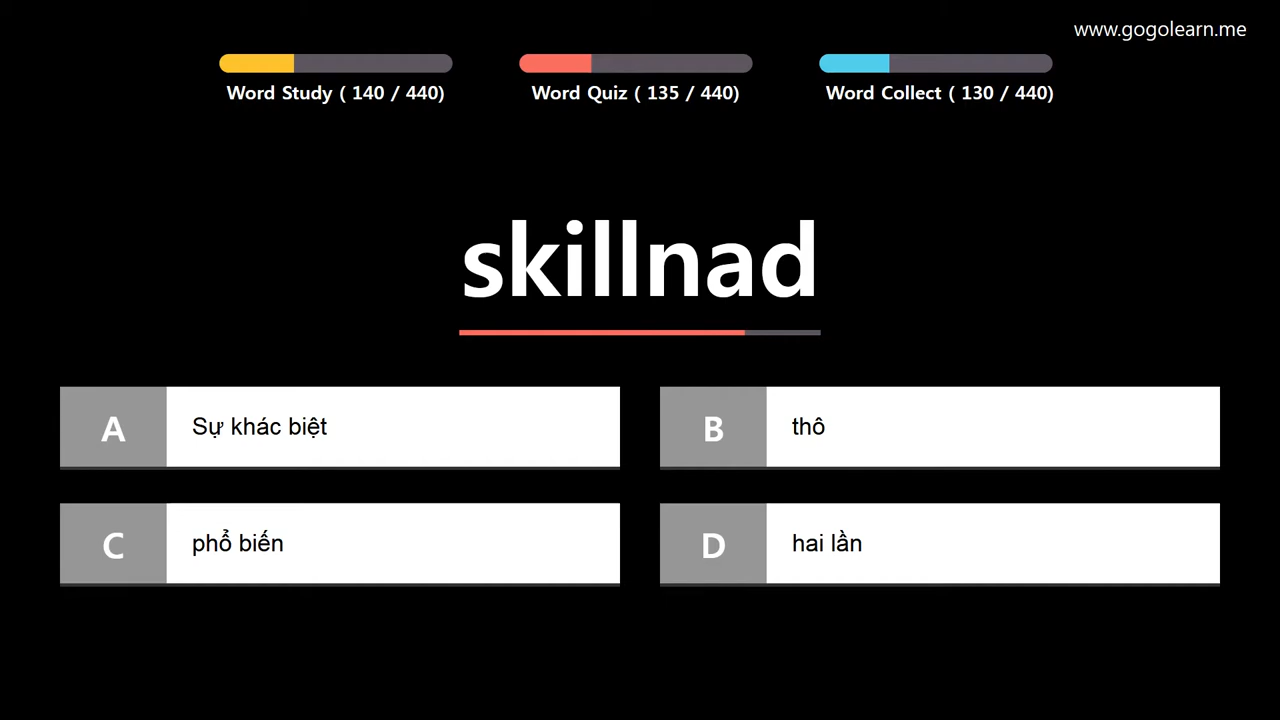 www.gogolearn.me
Word Study ( 140 / 440)
Word Quiz ( 135 / 440)
Word Collect ( 130 / 440)
skillnad
A
Sự khác biệt
B
thô
C
phổ biến
D
hai lần